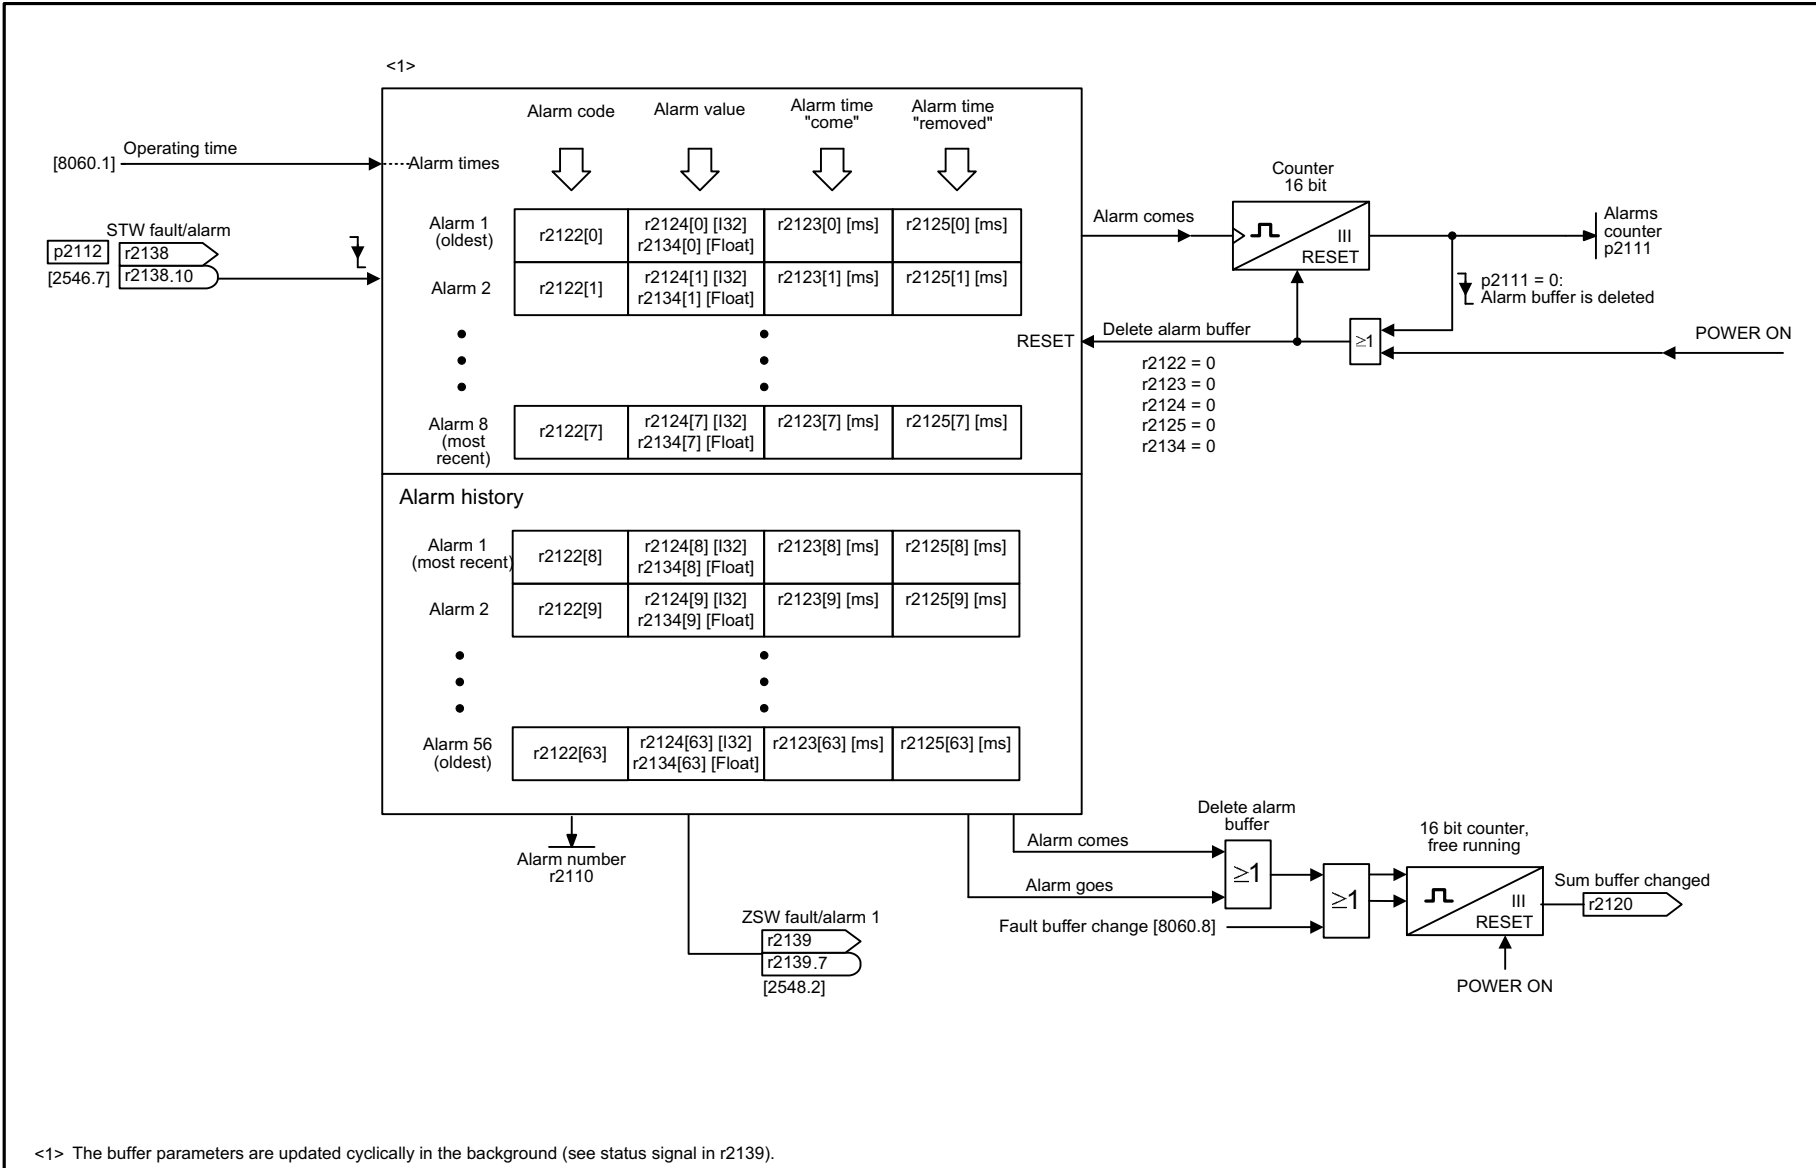 <1>
Alarm code
Alarm value
Alarm time
"come"
Alarm time
"removed"
[8060.1]
Operating time
Alarm times
STW fault/alarm
p2112
r2138
[2546.7]
r2138.10
Alarm 1
(oldest)
r2122[0]
r2124[0] [I32]
r2134[0] [Float]
r2123[0] [ms]
r2125[0] [ms]
Alarm 2
r2122[1]
r2124[1] [I32]
r2134[1] [Float]
r2123[1] [ms]
r2125[1] [ms]
Alarm 8
(most
recent)
r2122[7]
r2124[7] [I32]
r2134[7] [Float]
r2123[7] [ms]
r2125[7] [ms]
RESET
Alarm comes
Counter
16 bit
III
RESET
Alarms
counter
p2111
p2111 = 0:
Alarm buffer is deleted
≥1
POWER ON
Delete alarm buffer
r2122 = 0
r2123 = 0
r2124 = 0
r2125 = 0
r2134 = 0
Alarm history
Alarm 1
(most recent)
r2122[8]
r2124[8] [I32]
r2134[8] [Float]
r2123[8] [ms]
r2125[8] [ms]
Alarm 2
r2122[9]
r2124[9] [I32]
r2134[9] [Float]
r2123[9] [ms]
r2125[9] [ms]
Alarm 56
(oldest)
r2122[63]
r2124[63] [I32]
r2134[63] [Float]
r2123[63] [ms]
r2125[63] [ms]
Alarm number
r2110
ZSW fault/alarm 1
r2139
r2139.7
[2548.2]
Alarm comes
Alarm goes
Fault buffer change [8060.8]
Delete alarm
buffer
≥1
≥1
16 bit counter,
free running
III
RESET
POWER ON
Sum buffer changed
r2120
<1> The buffer parameters are updated cyclically in the background (see status signal in r2139).